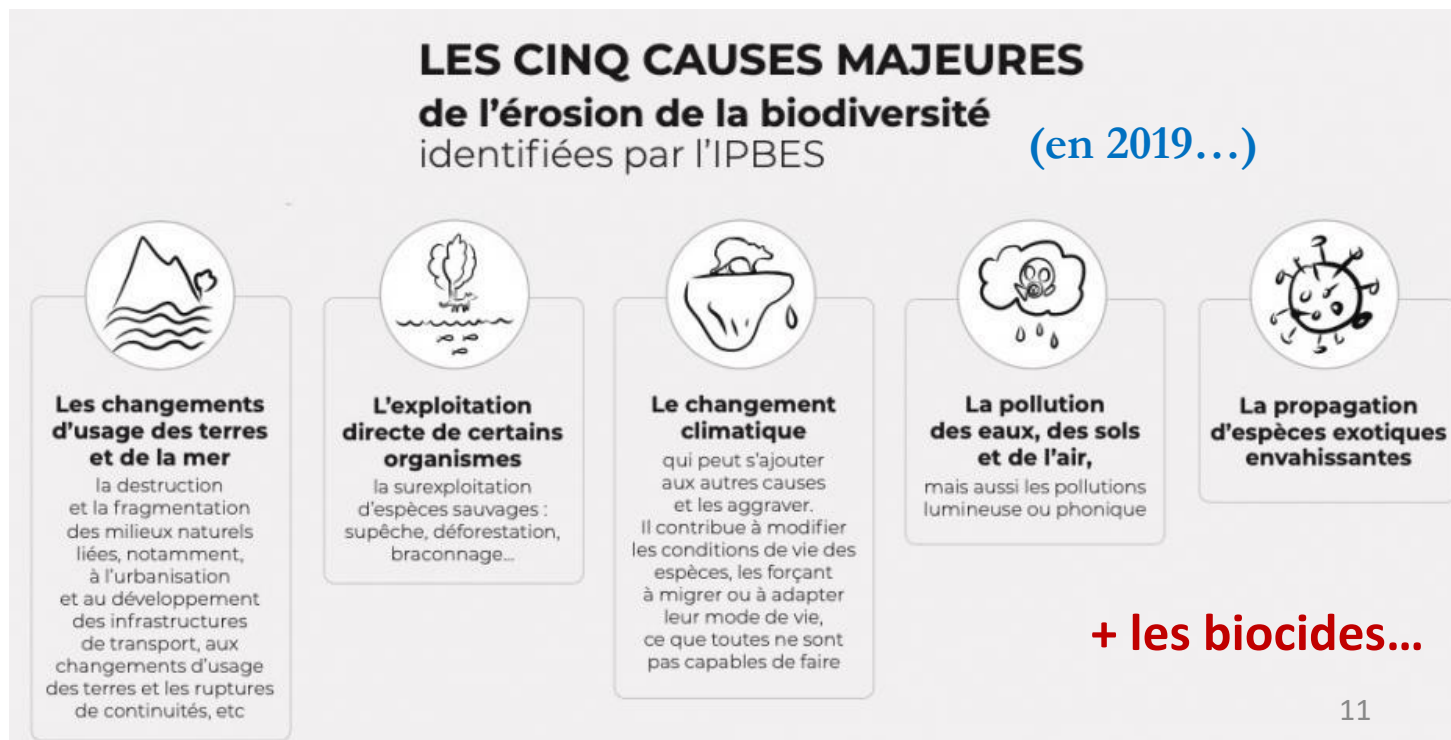 LES CINQ CAUSES MAJEURES
de l'érosion de la biodiversité
identifiées par l'IPBES
(en 2019...)
Les changements
d'usage des terres
et de la mer
la destruction
et la fragmentation
des milieux naturels
liées, notamment,
à l'urbanisation
et au développement
des infrastructures
de transport, aux
changements d'usage
des terres et les ruptures
de continuités, etc
L'exploitation
directe de certains
organismes
la surexploitation
d'espèces sauvages :
supêche, déforestation,
braconnage...
Le changement
climatique
qui peut s'ajouter
aux autres causes
et les aggraver.
Il contribue à modifier
les conditions de vie des
espèces, les forçant
à migrer ou à adapter
leur mode de vie,
ce que toutes ne sont
pas capables de faire
La pollution
des eaux, des sols
et de l'air,
mais aussi les pollutions
lumineuse ou phonique
La propagation
d'espèces exotiques
envahissantes
+ les biocides...
11